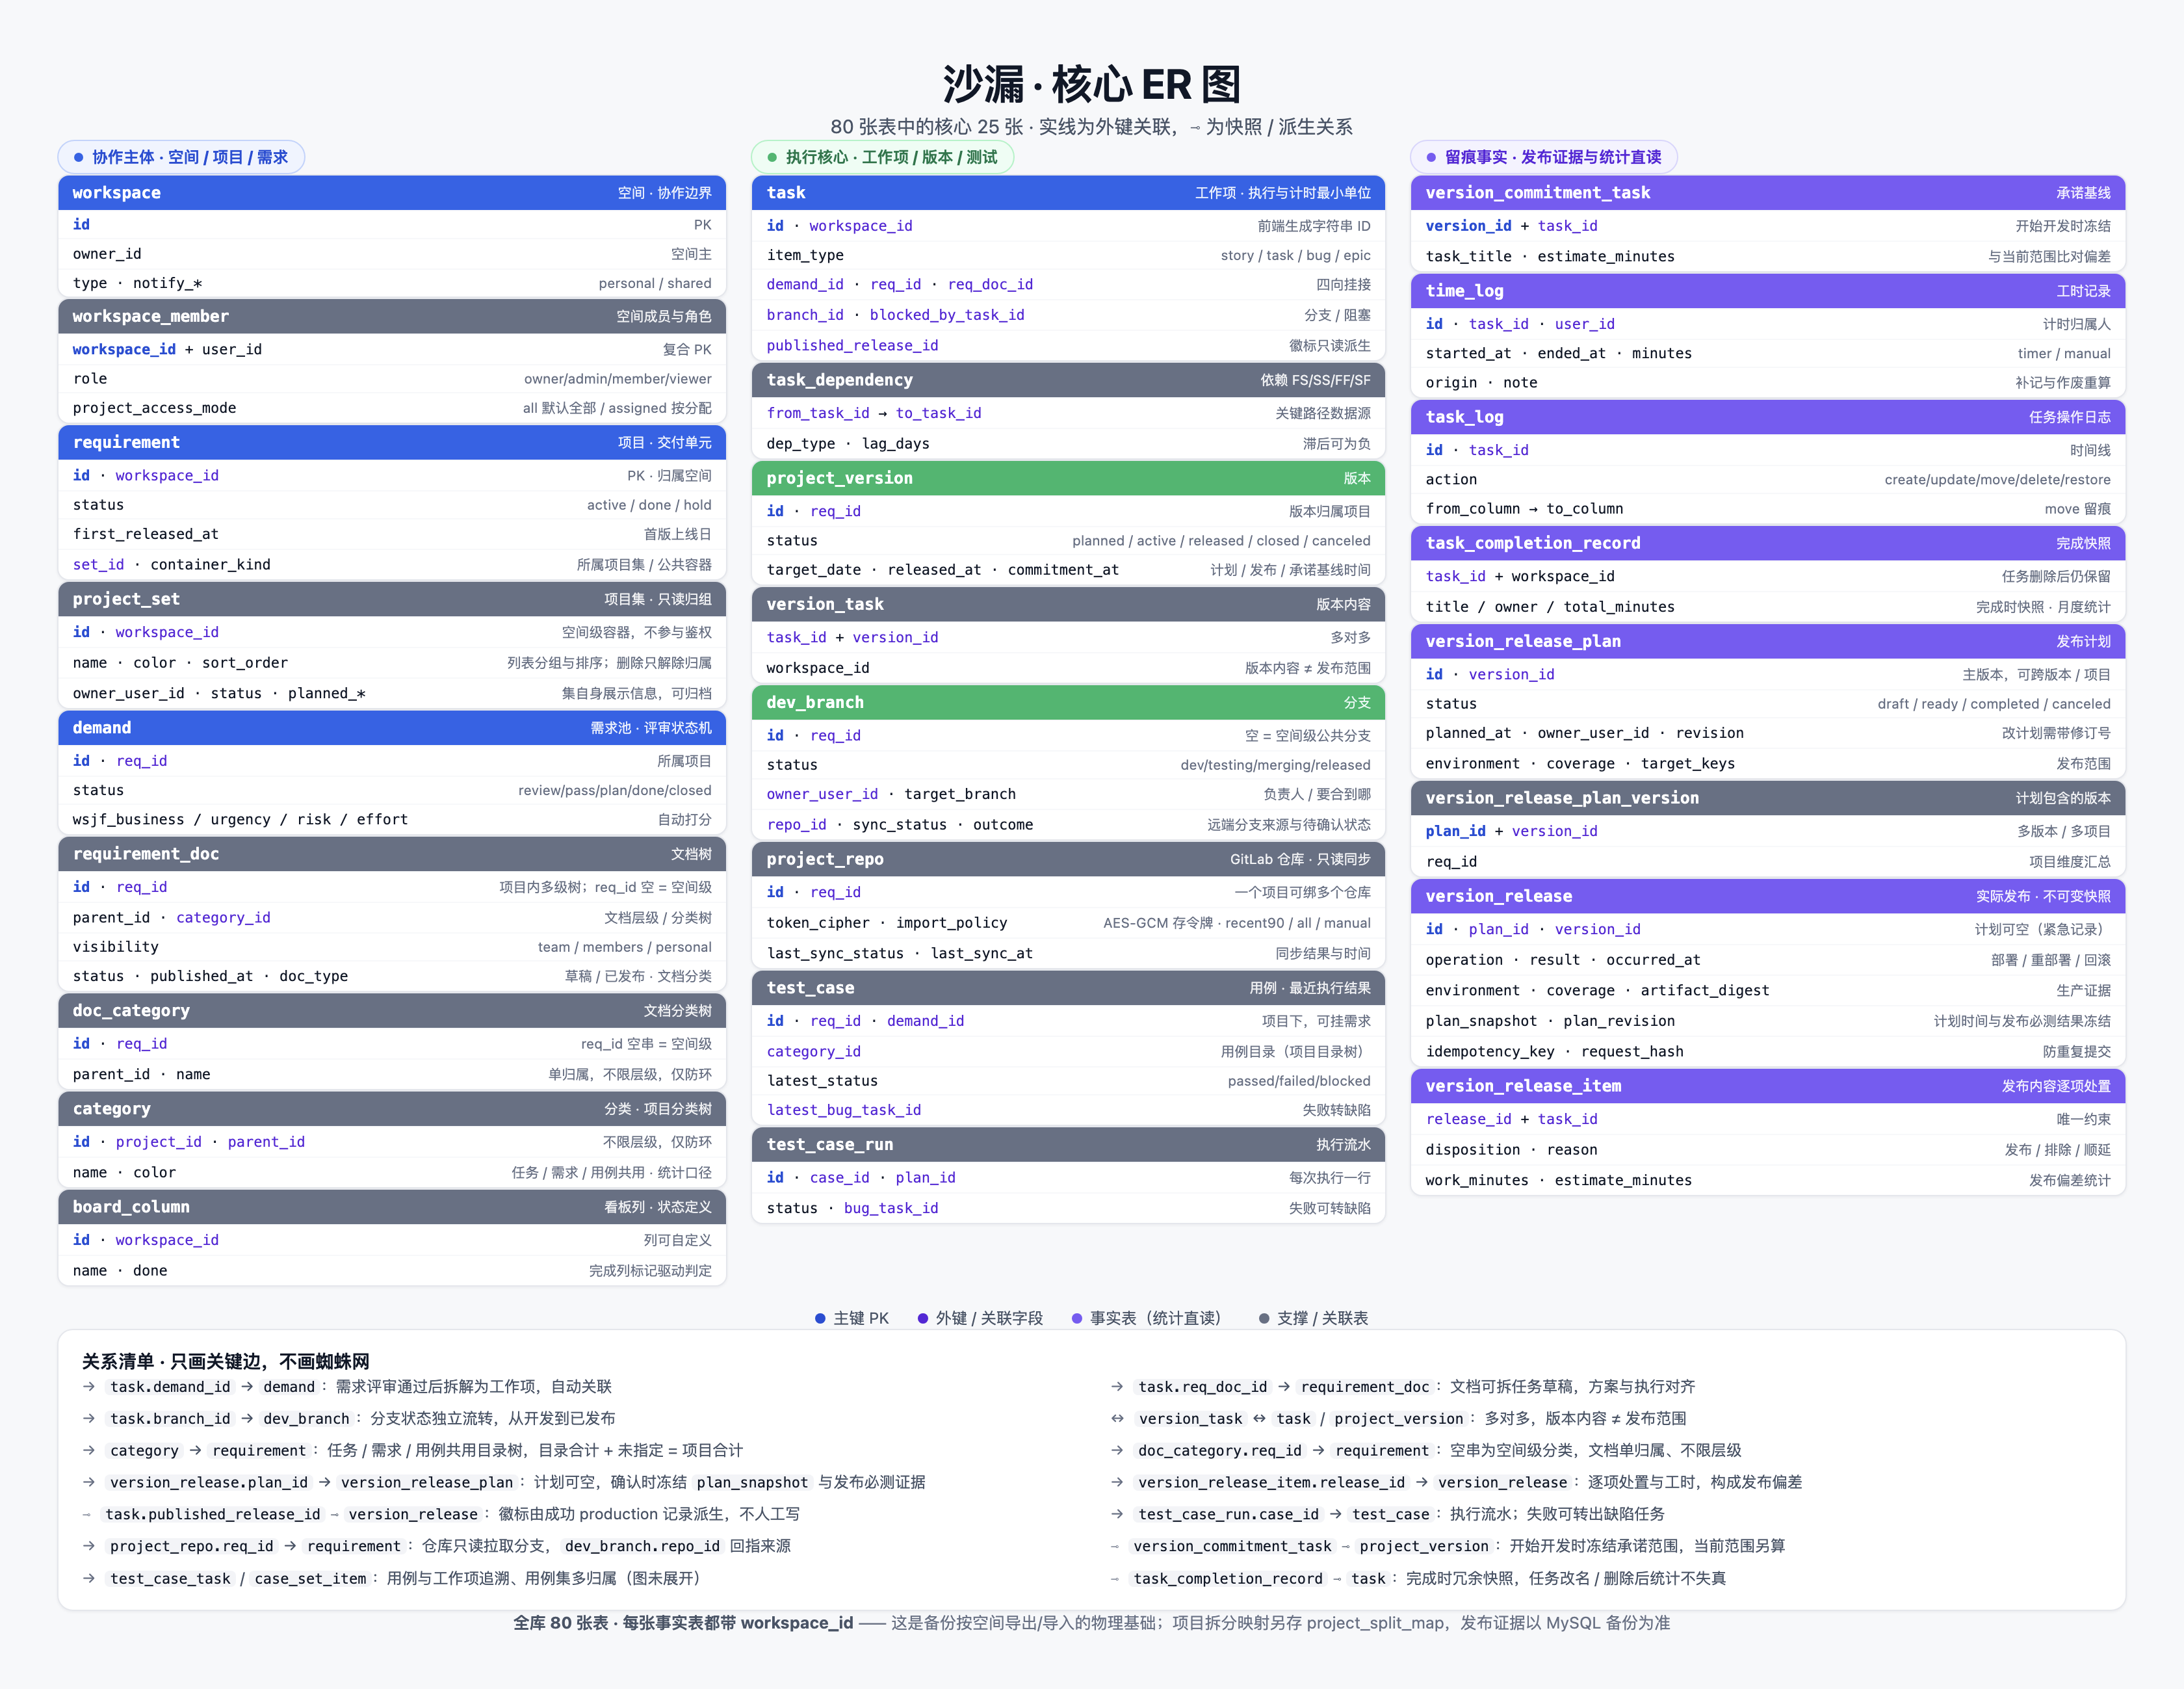 沙漏 · 核心 ER 图
80 张表中的核心 25 张 · 实线为外键关联，⇢ 为快照 / 派生关系
协作主体 · 空间 / 项目 / 需求
workspace 空间 · 协作边界
id PK
owner_id 空间主
type · notify_* personal / shared
workspace_member 空间成员与角色
workspace_id + user_id 复合 PK
role owner/admin/member/viewer
project_access_mode all 默认全部 / assigned 按分配
requirement 项目 · 交付单元
id · workspace_id PK · 归属空间
status active / done / hold
first_released_at 首版上线日
set_id · container_kind 所属项目集 / 公共容器
project_set 项目集 · 只读归组
id · workspace_id 空间级容器，不参与鉴权
name · color · sort_order 列表分组与排序；删除只解除归属
owner_user_id · status · planned_* 集自身展示信息，可归档
demand 需求池 · 评审状态机
id · req_id 所属项目
status review/pass/plan/done/closed
wsjf_business / urgency / risk / effort 自动打分
requirement_doc 文档树
id · req_id 项目内多级树；req_id 空 = 空间级
parent_id · category_id 文档层级 / 分类树
visibility team / members / personal
status · published_at · doc_type 草稿 / 已发布 · 文档分类
doc_category 文档分类树
id · req_id req_id 空串 = 空间级
parent_id · name 单归属，不限层级，仅防环
category 分类 · 项目分类树
id · project_id · parent_id 不限层级，仅防环
name · color 任务 / 需求 / 用例共用 · 统计口径
board_column 看板列 · 状态定义
id · workspace_id 列可自定义
name · done 完成列标记驱动判定
执行核心 · 工作项 / 版本 / 测试
task 工作项 · 执行与计时最小单位
id · workspace_id 前端生成字符串 ID
item_type story / task / bug / epic
demand_id · req_id · req_doc_id 四向挂接
branch_id · blocked_by_task_id 分支 / 阻塞
published_release_id 徽标只读派生
task_dependency 依赖 FS/SS/FF/SF
from_task_id → to_task_id 关键路径数据源
dep_type · lag_days 滞后可为负
project_version 版本
id · req_id 版本归属项目
status planned / active / released / closed / canceled
target_date · released_at · commitment_at 计划 / 发布 / 承诺基线时间
version_task 版本内容
task_id + version_id 多对多
workspace_id 版本内容 ≠ 发布范围
dev_branch 分支
id · req_id 空 = 空间级公共分支
status dev/testing/merging/released
owner_user_id · target_branch 负责人 / 要合到哪
repo_id · sync_status · outcome 远端分支来源与待确认状态
project_repo GitLab 仓库 · 只读同步
id · req_id 一个项目可绑多个仓库
token_cipher · import_policy AES-GCM 存令牌 · recent90 / all / manual
last_sync_status · last_sync_at 同步结果与时间
test_case 用例 · 最近执行结果
id · req_id · demand_id 项目下，可挂需求
category_id 用例目录（项目目录树）
latest_status passed/failed/blocked
latest_bug_task_id 失败转缺陷
test_case_run 执行流水
id · case_id · plan_id 每次执行一行
status · bug_task_id 失败可转缺陷
留痕事实 · 发布证据与统计直读
version_commitment_task 承诺基线
version_id + task_id 开始开发时冻结
task_title · estimate_minutes 与当前范围比对偏差
time_log 工时记录
id · task_id · user_id 计时归属人
started_at · ended_at · minutes timer / manual
origin · note 补记与作废重算
task_log 任务操作日志
id · task_id 时间线
action create/update/move/delete/restore
from_column → to_column move 留痕
task_completion_record 完成快照
task_id + workspace_id 任务删除后仍保留
title / owner / total_minutes 完成时快照 · 月度统计
version_release_plan 发布计划
id · version_id 主版本，可跨版本 / 项目
status draft / ready / completed / canceled
planned_at · owner_user_id · revision 改计划需带修订号
environment · coverage · target_keys 发布范围
version_release_plan_version 计划包含的版本
plan_id + version_id 多版本 / 多项目
req_id 项目维度汇总
version_release 实际发布 · 不可变快照
id · plan_id · version_id 计划可空（紧急记录）
operation · result · occurred_at 部署 / 重部署 / 回滚
environment · coverage · artifact_digest 生产证据
plan_snapshot · plan_revision 计划时间与发布必测结果冻结
idempotency_key · request_hash 防重复提交
version_release_item 发布内容逐项处置
release_id + task_id 唯一约束
disposition · reason 发布 / 排除 / 顺延
work_minutes · estimate_minutes 发布偏差统计
主键 PK 外键 / 关联字段 事实表（统计直读） 支撑 / 关联表
关系清单 · 只画关键边，不画蜘蛛网
→ task.demand_id → demand：需求评审通过后拆解为工作项，自动关联
→ task.req_doc_id → requirement_doc：文档可拆任务草稿，方案与执行对齐
→ task.branch_id → dev_branch：分支状态独立流转，从开发到已发布
↔ version_task ↔ task / project_version：多对多，版本内容 ≠ 发布范围
→ category → requirement：任务 / 需求 / 用例共用目录树，目录合计 + 未指定 = 项目合计
→ doc_category.req_id → requirement：空串为空间级分类，文档单归属、不限层级
→ version_release.plan_id → version_release_plan：计划可空，确认时冻结 plan_snapshot 与发布必测证据
→ version_release_item.release_id → version_release：逐项处置与工时，构成发布偏差
⇢ task.published_release_id ⇢ version_release：徽标由成功 production 记录派生，不人工写
→ test_case_run.case_id → test_case：执行流水；失败可转出缺陷任务
→ project_repo.req_id → requirement：仓库只读拉取分支， dev_branch.repo_id 回指来源
⇢ version_commitment_task ⇢ project_version：开始开发时冻结承诺范围，当前范围另算
→ test_case_task / case_set_item：用例与工作项追溯、用例集多归属（图未展开）
⇢ task_completion_record ⇢ task：完成时冗余快照，任务改名 / 删除后统计不失真
全库 80 张表 · 每张事实表都带 workspace_id —— 这是备份按空间导出/导入的物理基础；项目拆分映射另存 project_split_map，发布证据以 MySQL 备份为准